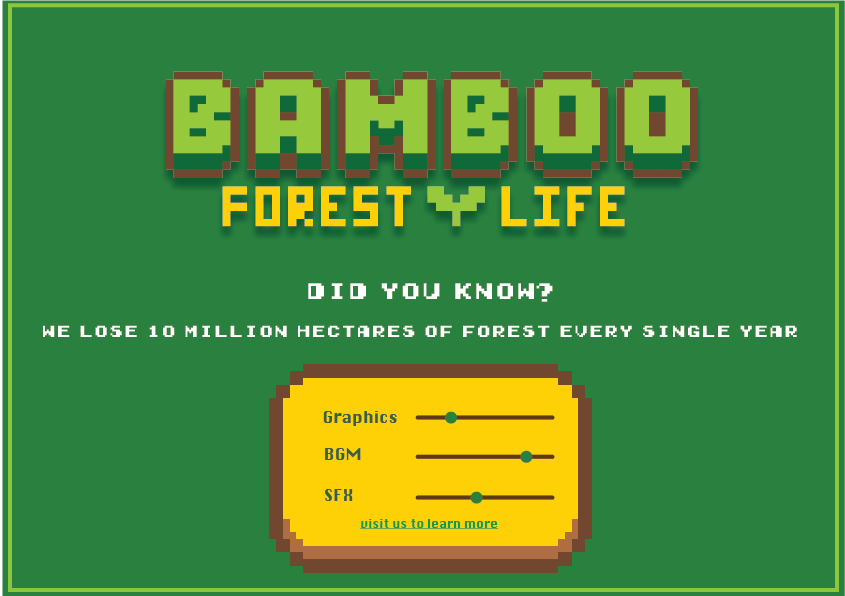 BAMBOO
FOREST LIFE
DID YOU KNOW?
WE LOSE 10 MILLION HECTARES OF FOREST EVERY SINGLE YEAR
Graphics
BGM
SFX
visit us to learn more